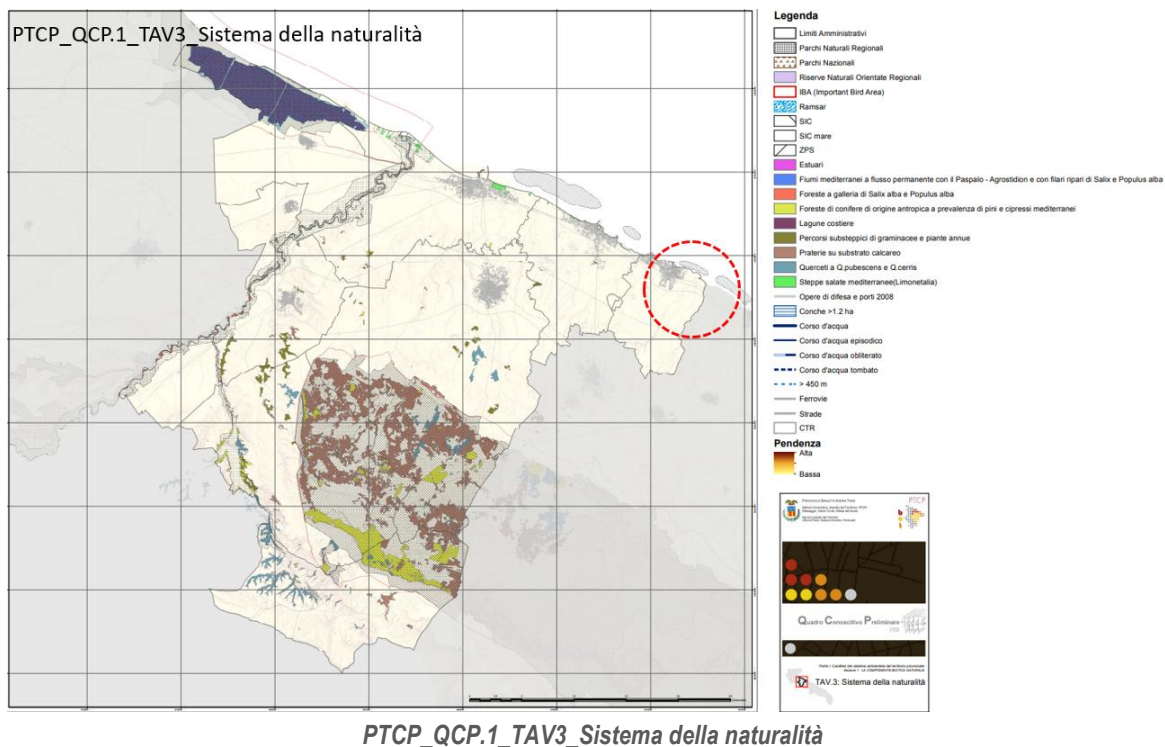 PTCP_QCP.1_TAV3_Sistema della naturalità
Legenda
Limiti Amministrativi
Parchi Naturali Regionali
Parchi Nazionali
Riserve Naturali Orientate Regionali
IBA (Important Bird Area)
Ramsar
SIC
SIC mare
ZPS
Estuari
Fiumi mediterranei a flusso permanente con il Paspalo - Agrostidion e con filari ripari di Salix e Populus alba
Foreste a galleria di Salix alba e Populus alba
Foreste di conifere di origine antropica a prevalenza di pini e cipressi mediterranei
Lagune costiere
Percorsi substeppici di graminacee e piante annue
Praterie su substrato calcareo
Querceti a Q.pubescens e Q.cerris
Steppe salate mediterranee(Limonetalia)
Opere di difesa e porti 2008
Conche >1.2 ha
Corso d'acqua
Corso d'acqua episodico
Corso d'acqua obliterato
Corso d'acqua tombato
> 450 m
Ferrovie
Strade
CTR
Pendenza
Alta
Bassa
PTCP
Quadro Conoscitivo Preliminare
TAV.3: Sistema della naturalità
PTCP_QCP.1_TAV3_Sistema della naturalità